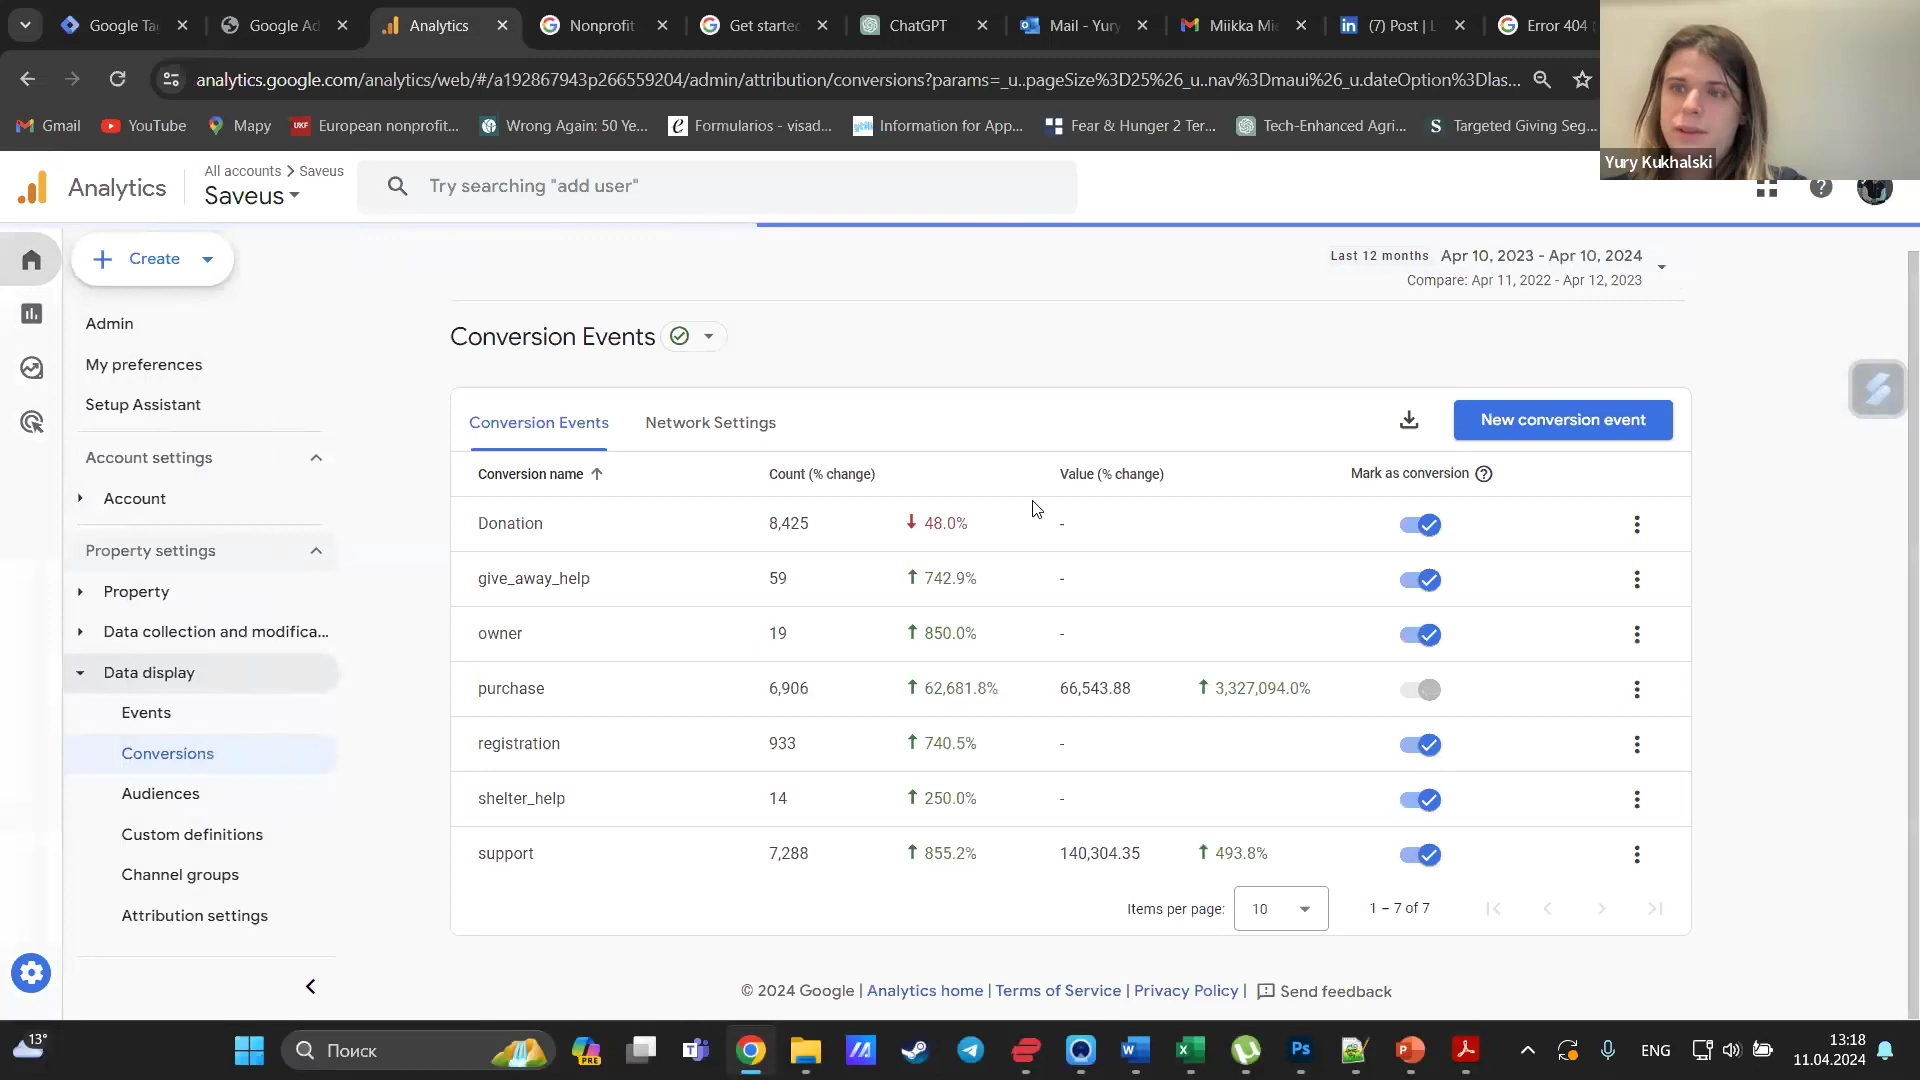 Google Ta
Google Ad
Analytics
Nonprofit
Get starte
ChatGPT
Mail - Yury
Miikka Mi
(7) Post | L
Error 404
analytics.google.com/analytics/web/#/a192867943p266559204/admin/attribution/conversions?params=_u..pageSize%3D25%26_u.nav%3Dmaui%26_u.dateOption%3Dlas...
Gmail
YouTube
Mapy
UKF European nonprofit...
Wrong Again: 50 Ye...
Formularios - visad...
Information for App...
Fear & Hunger 2 Ter...
Tech-Enhanced Agri...
Targeted Giving Seg...
Yury Kukhalski
Analytics
All accounts > Saveus
Saveus
Try searching "add user"
Create
Last 12 months Apr 10, 2023 - Apr 10, 2024
Compare: Apr 11, 2022 - Apr 12, 2023
Admin
My preferences
Setup Assistant
Account settings
Account
Property settings
Property
Data collection and modifica...
Data display
Events
Conversions
Audiences
Custom definitions
Channel groups
Attribution settings
Conversion Events
Conversion Events Network Settings
New conversion event
Conversion name Count (% change) Value (% change) Mark as conversion
Donation 8,425 48.0% -
give_away_help 59 742.9% -
owner 19 850.0% -
purchase 6,906 62,681.8% 66,543.88 3,327,094.0%
registration 933 740.5% -
shelter_help 14 250.0% -
support 7,288 855.2% 140,304.35 493.8%
Items per page: 10 1 – 7 of 7
© 2024 Google | Analytics home | Terms of Service | Privacy Policy | Send feedback
13°
Поиск
PRE
ENG
13:18
11.04.2024